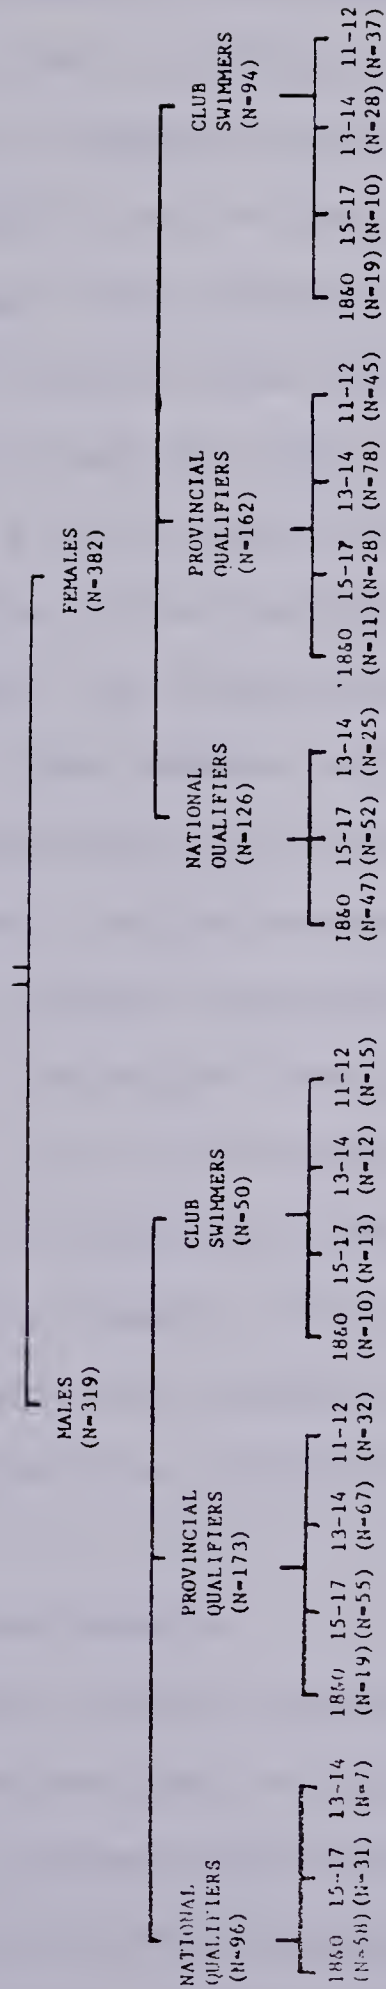 MALES
(N=319)
FEMALES
(N=382)
NATIONAL
QUALIFIERS
(N=96)
PROVINCIAL
QUALIFIERS
(N=173)
CLUB
SWIMMERS
(N=50)
NATIONAL
QUALIFIERS
(N=126)
PROVINCIAL
QUALIFIERS
(N=162)
CLUB
SWIMMERS
(N=94)
18&O 15-17 13-14
(N=58) (N=31) (N=7)
18&O 15-17 13-14 11-12
(N=19) (N=55) (N=67) (N=32)
18&O 15-17 13-14 11-12
(N=10) (N=13) (N=12) (N=15)
18&O 15-17 13-14
(N=47) (N=52) (N=25)
18&O 15-17 13-14 11-12
(N=11) (N=28) (N=78) (N=45)
18&O 15-17 13-14 11-12
(N=19) (N=10) (N=28) (N=37)